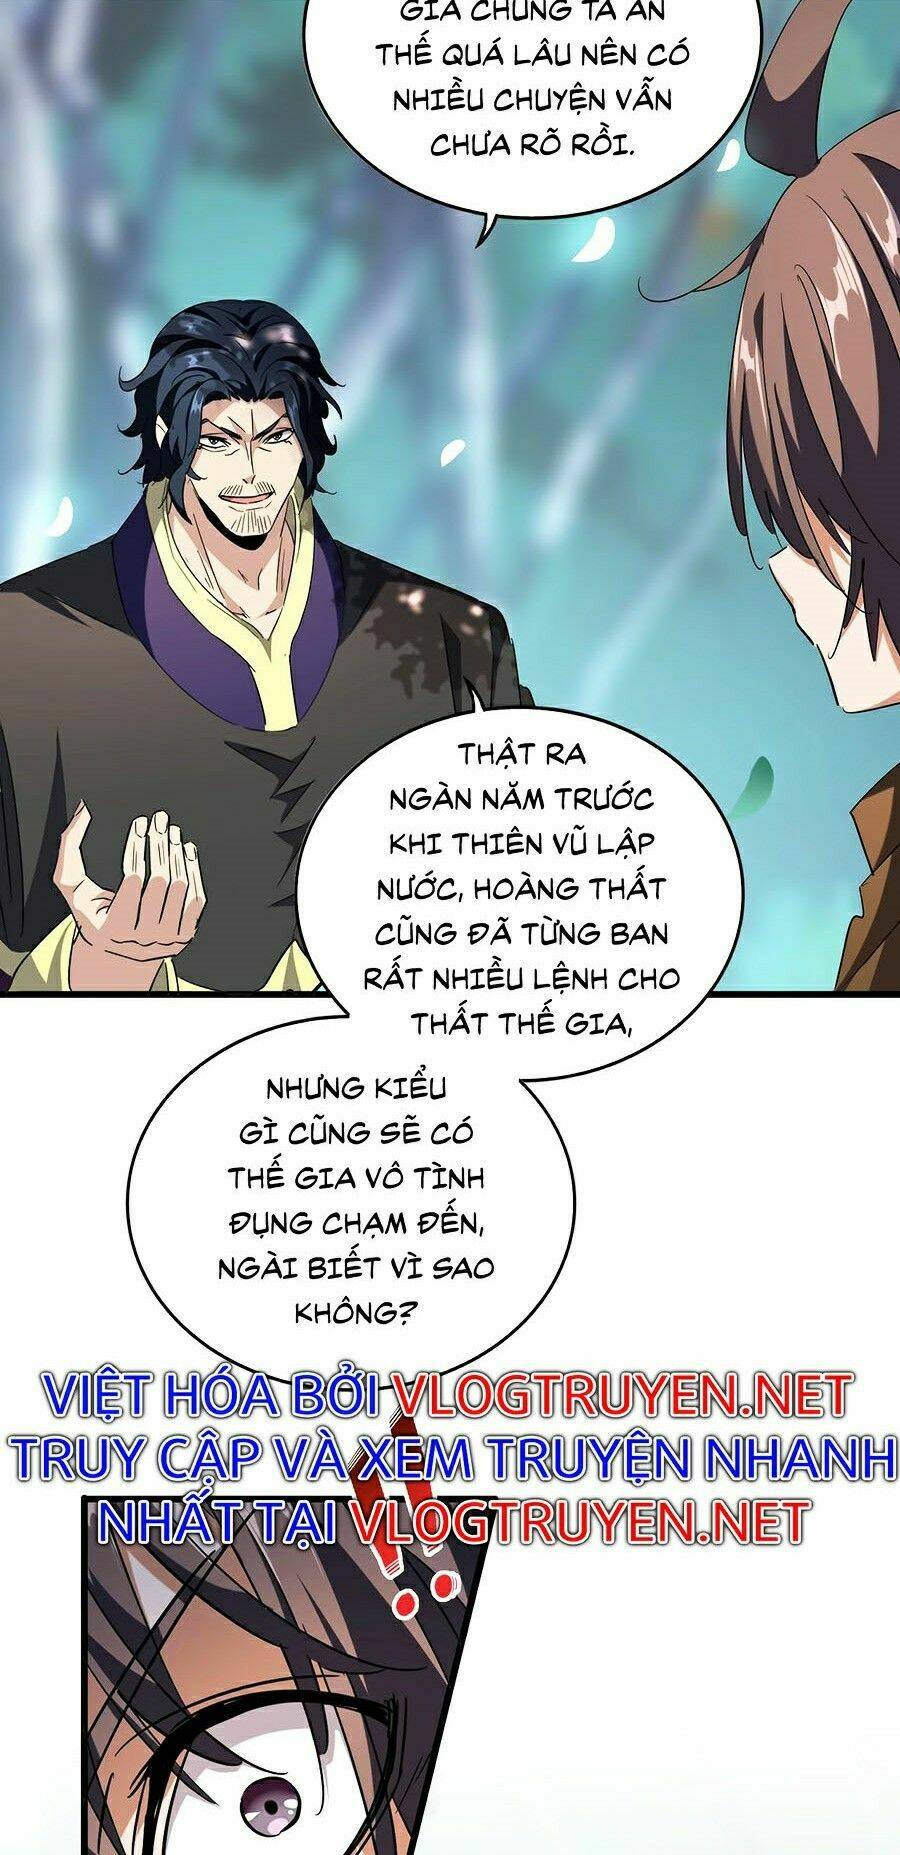 GIA CHÚNG TA ẨN
THẾ QUÁ LÂU NÊN CÓ
NHIỀU CHUYỆN VẪN
CHƯA RÕ RỒI.
THẬT RA
NGÀN NĂM TRƯỚC
KHI THIÊN VŨ LẬP
NƯỚC, HOÀNG THẤT
CŨNG ĐÃ TỪNG BAN
RẤT NHIỀU LỆNH CHO
THẤT THẾ GIA,
NHƯNG KIỂU
GÌ CŨNG SẼ CÓ
THẾ GIA VÔ TÌNH
ĐỤNG CHẠM ĐẾN,
NGÀI BIẾT VÌ SAO
KHÔNG?
VIỆT HÓA BỞI VLOGTRUYEN.NET
TRUY CẬP VÀ XEM TRUYỆN NHANH
NHẤT TẠI VLOGTRUYEN.NET
!!